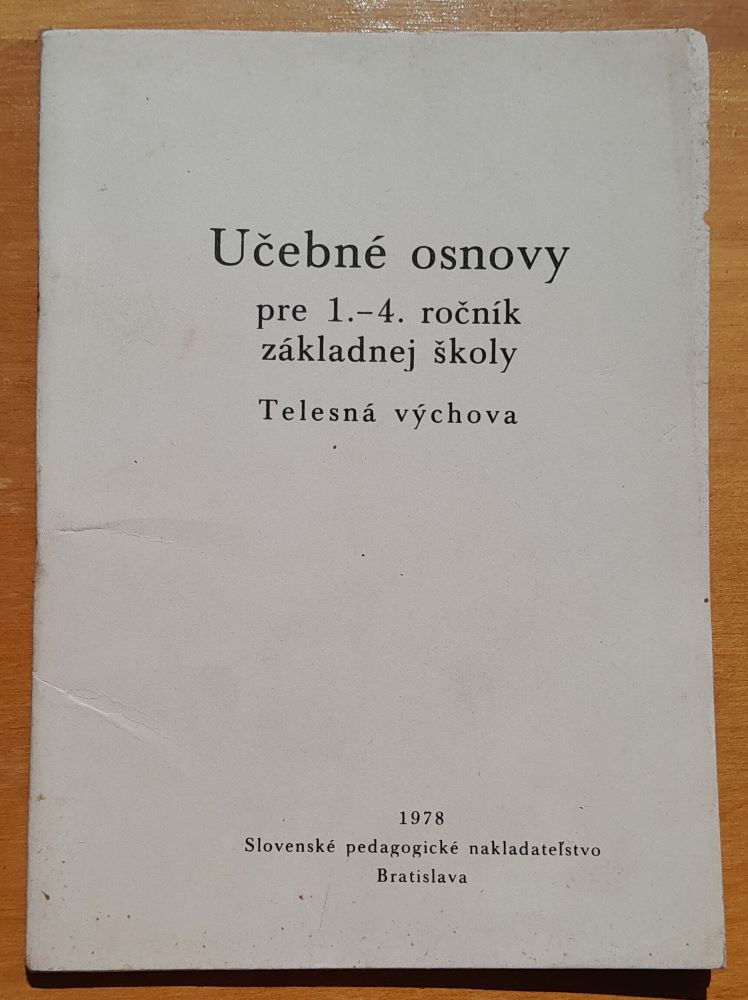 Učebné osnovy
pre 1.–4. ročník
základnej školy
Telesná výchova
1978
Slovenské pedagogické nakladateľstvo
Bratislava